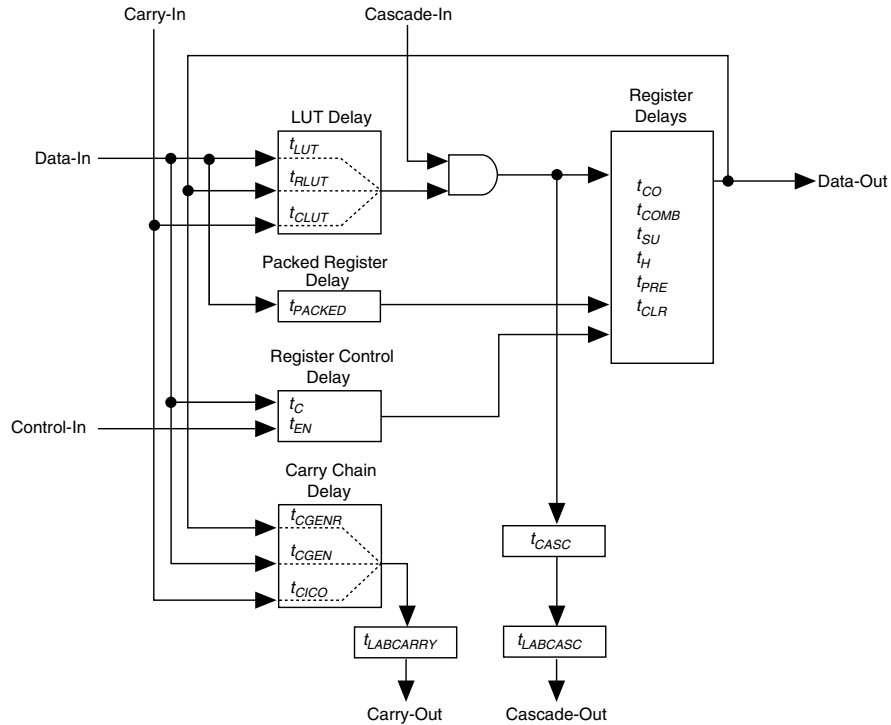 Carry-In
Cascade-In
LUT Delay
Register
Delays
Data-In
tLUT
tRLUT
tCLUT
tCO
tCOMB
tSU
tH
tPRE
tCLR
Data-Out
Packed Register
Delay
tPACKED
Register Control
Delay
tC
tEN
Control-In
Carry Chain
Delay
tCGENR
tCGEN
tCICO
tCASC
tLABCARRY
tLABCASC
Carry-Out
Cascade-Out